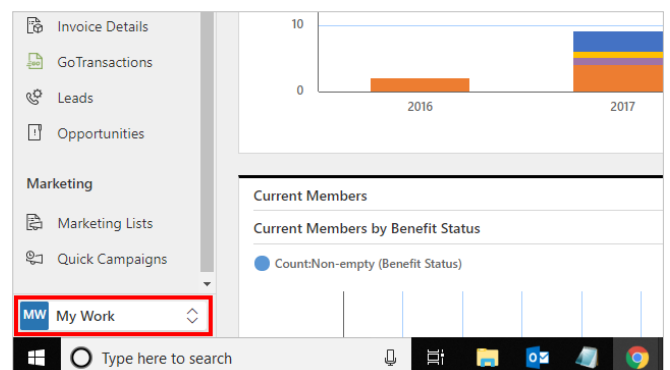 Invoice Details
GoTransactions
Leads
Opportunities
Marketing
Marketing Lists
Quick Campaigns
MW My Work
10
0
2016 2017
Current Members
Current Members by Benefit Status
Count:Non-empty (Benefit Status)
Type here to search